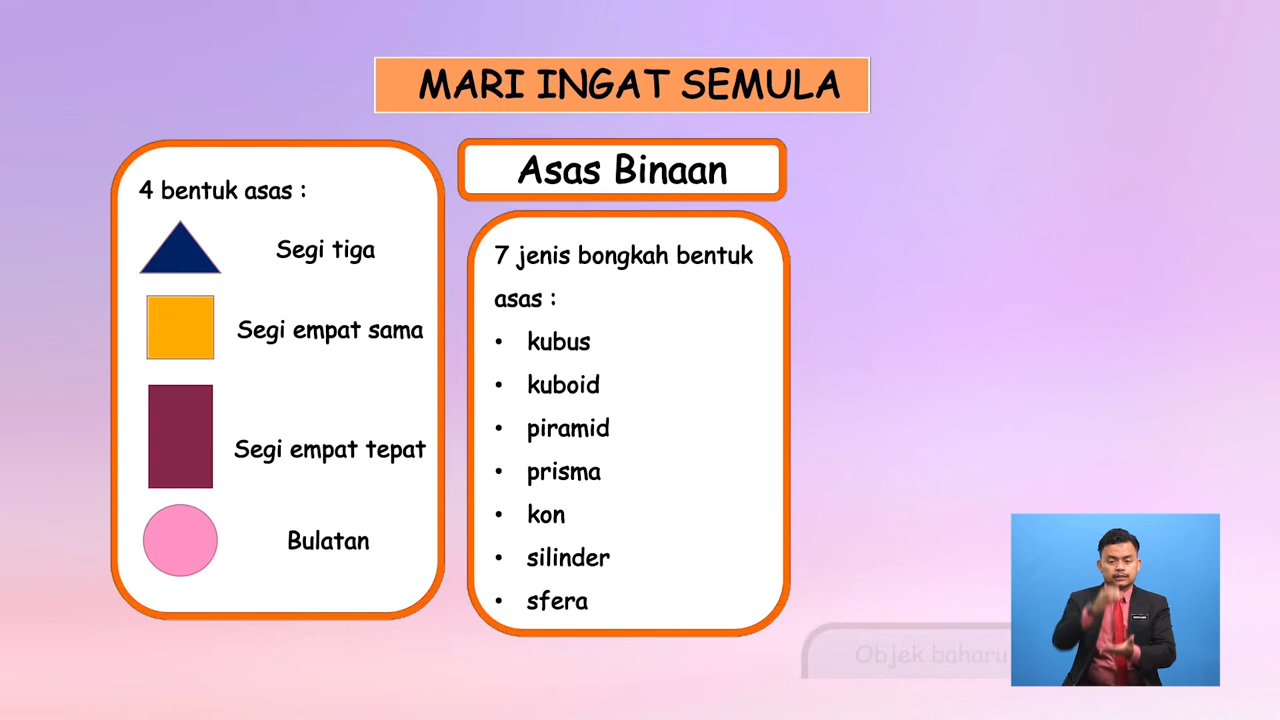 MARI INGAT SEMULA
4 bentuk asas :
Segi tiga
Segi empat sama
Segi empat tepat
Bulatan
Asas Binaan
7 jenis bongkah bentuk
asas :
• kubus
• kuboid
• piramid
• prisma
• kon
• silinder
• sfera
Objek baharu